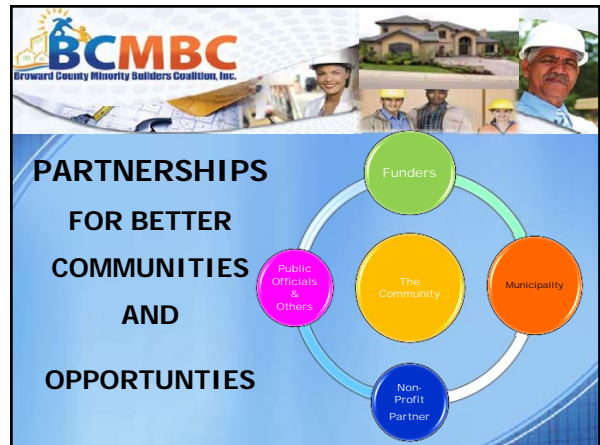 BCMBC
Broward County Minority Builders Coalition, Inc.
PARTNERSHIPS
FOR BETTER
COMMUNITIES
AND
OPPORTUNTIES
Funders
Public
Officials
&
Others
The
Community
Municipality
Non-
Profit
Partner